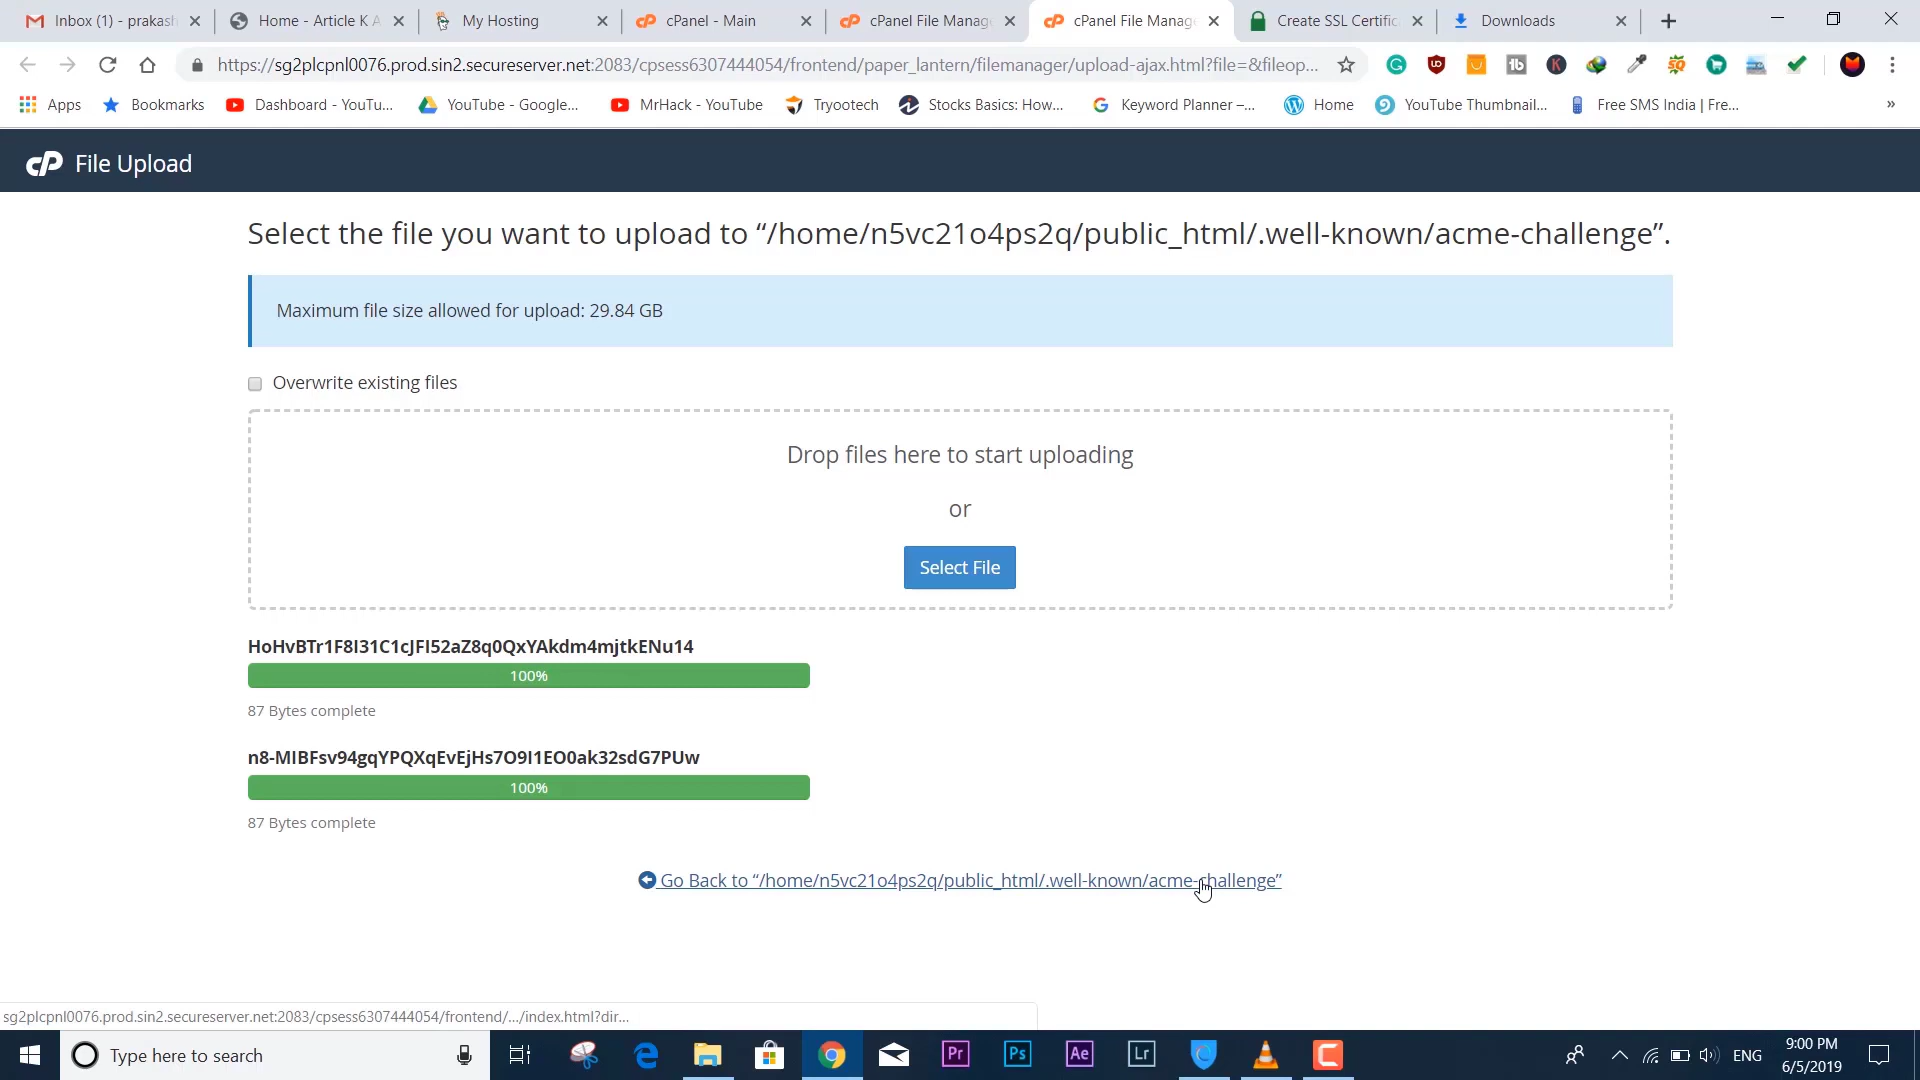 Inbox (1) - prakash
Home - Article K A
My Hosting
cPanel - Main
cPanel File Manag
cPanel File Manag
Create SSL Certific
Downloads
https://sg2plcpnl0076.prod.sin2.secureserver.net:2083/cpsess6307444054/frontend/paper_lantern/filemanager/upload-ajax.html?file=&fileop...
Apps
Bookmarks
Dashboard - YouTu...
YouTube - Google...
MrHack - YouTube
Tryootech
Stocks Basics: How...
Keyword Planner –...
Home
YouTube Thumbnail...
Free SMS India | Fre...
»
cP File Upload
Select the file you want to upload to “/home/n5vc21o4ps2q/public_html/.well-known/acme-challenge”.
Maximum file size allowed for upload: 29.84 GB
Overwrite existing files
Drop files here to start uploading
or
Select File
HoHvBTr1F8I31C1cJFI52aZ8q0QxYAkdm4mjtkENu14
100%
87 Bytes complete
n8-MIBFsv94gqYPQXqEvEjHs7O9I1EO0ak32sdG7PUw
100%
87 Bytes complete
Go Back to “/home/n5vc21o4ps2q/public_html/.well-known/acme-challenge”
sg2plcpnl0076.prod.sin2.secureserver.net:2083/cpsess6307444054/frontend/.../index.html?dir...
Type here to search
Pr
Ps
Ae
Lr
ENG
9:00 PM
6/5/2019